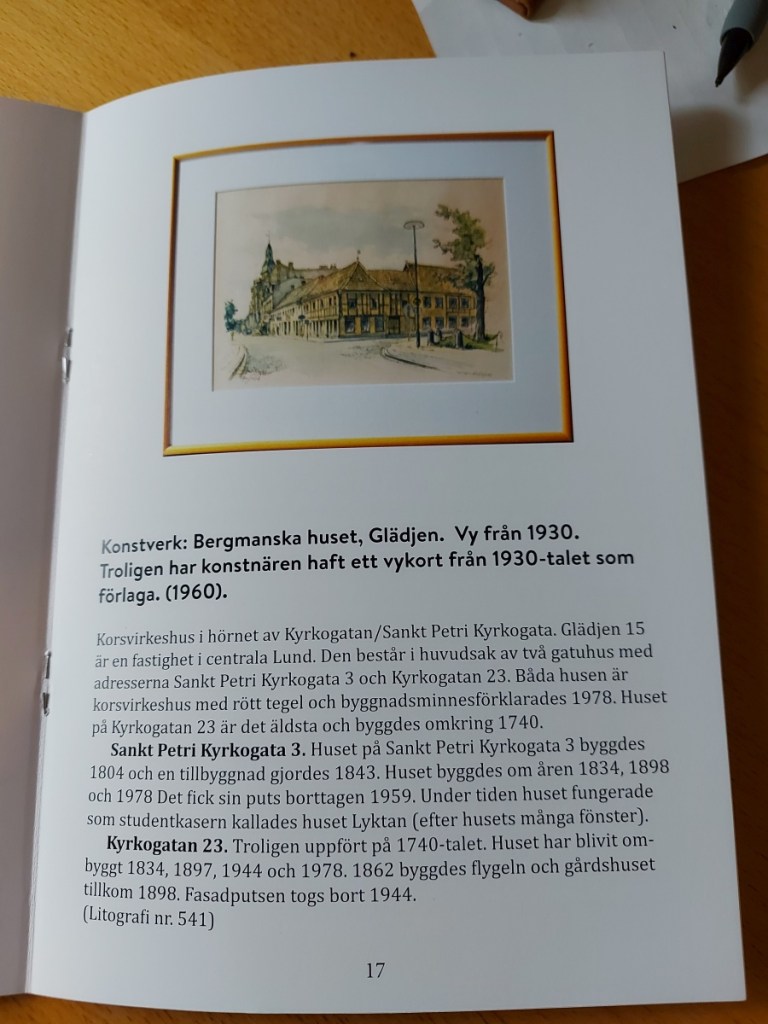 Konstverk: Bergmanska huset, Glädjen. Vy från 1930.
Troligen har konstnären haft ett vykort från 1930-talet som
förlaga. (1960).
Korsvirkeshus i hörnet av Kyrkogatan/Sankt Petri Kyrkogata. Glädjen 15
är en fastighet i centrala Lund. Den består i huvudsak av två gatuhus med
adresserna Sankt Petri Kyrkogata 3 och Kyrkogatan 23. Båda husen är
korsvirkeshus med rött tegel och byggnadsminnesförklarades 1978. Huset
på Kyrkogatan 23 är det äldsta och byggdes omkring 1740.
Sankt Petri Kyrkogata 3. Huset på Sankt Petri Kyrkogata 3 byggdes
1804 och en tillbyggnad gjordes 1843. Huset byggdes om åren 1834, 1898
och 1978 Det fick sin puts borttagen 1959. Under tiden huset fungerade
som studentkasern kallades huset Lyktan (efter husets många fönster).
Kyrkogatan 23. Troligen uppfört på 1740-talet. Huset har blivit om-
byggt 1834, 1897, 1944 och 1978. 1862 byggdes flygeln och gårdshuset
tillkom 1898. Fasadputsen togs bort 1944.
(Litografi nr. 541)
17